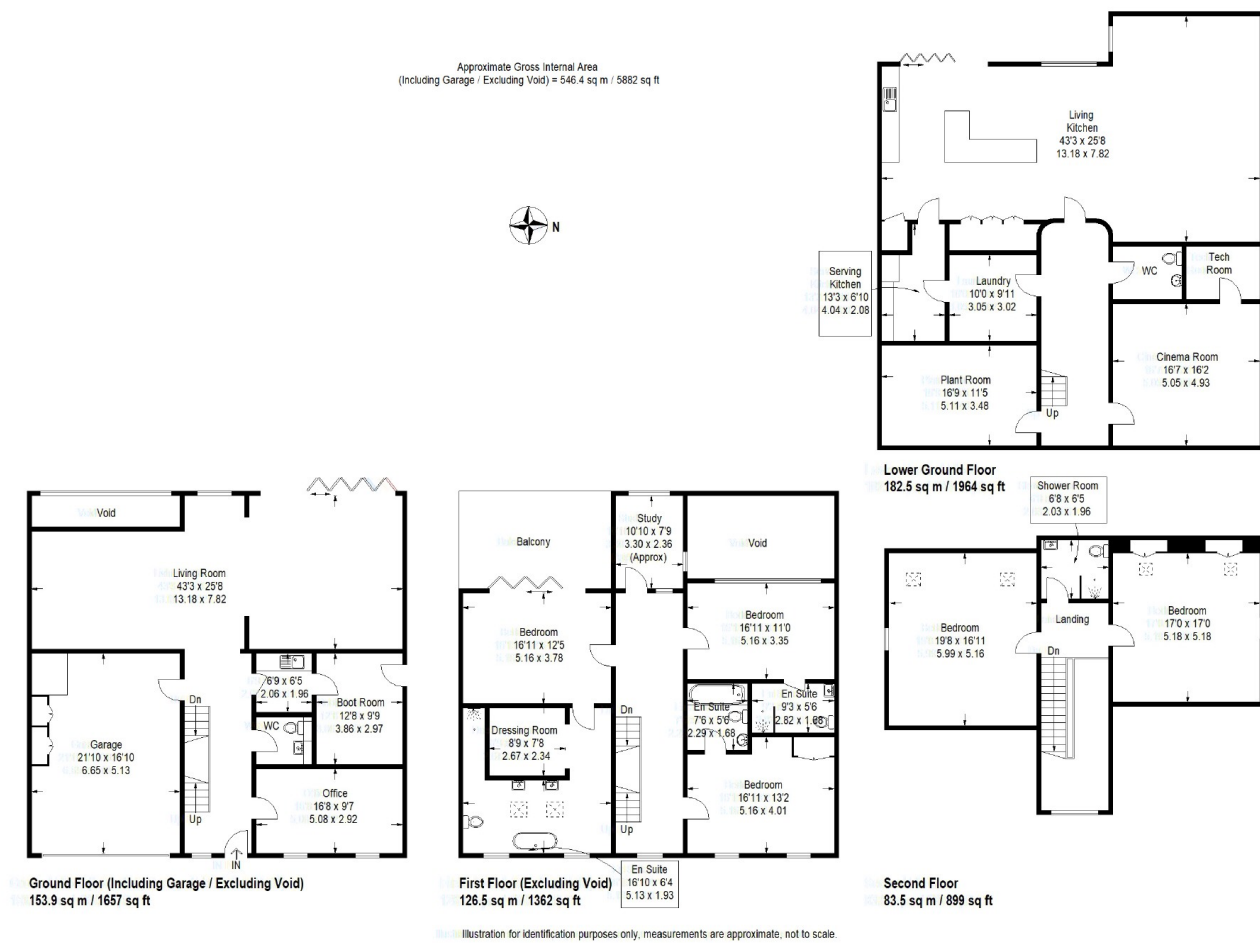 Approximate Gross Internal Area
(Including Garage / Excluding Void) = 546.4 sq m / 5882 sq ft
N
Living
Kitchen
43'3 x 25'8
13.18 x 7.82
Serving
Kitchen
13'3 x 6'10
4.04 x 2.08
Laundry
10'0 x 9'11
3.05 x 3.02
WC
Tech
Room
Cinema Room
16'7 x 16'2
5.05 x 4.93
Plant Room
16'9 x 11'5
5.11 x 3.48
Up
Lower Ground Floor
182.5 sq m / 1964 sq ft
Void
Living Room
43'3 x 25'8
13.18 x 7.82
6'9 x 6'5
2.06 x 1.96
Boot Room
12'8 x 9'9
3.86 x 2.97
WC
Dn
Garage
21'10 x 16'10
6.65 x 5.13
Office
16'8 x 9'7
5.08 x 2.92
Up
IN
Ground Floor (Including Garage / Excluding Void)
153.9 sq m / 1657 sq ft
Balcony
Study
10'10 x 7'9
3.30 x 2.36
(Approx)
Void
Bedroom
16'11 x 12'5
5.16 x 3.78
Bedroom
16'11 x 11'0
5.16 x 3.35
En Suite
7'6 x 5'6
2.29 x 1.68
En Suite
9'3 x 5'6
2.82 x 1.68
Dn
Dressing Room
8'9 x 7'8
2.67 x 2.34
Bedroom
16'11 x 13'2
5.16 x 4.01
Up
En Suite
16'10 x 6'4
5.13 x 1.93
First Floor (Excluding Void)
126.5 sq m / 1362 sq ft
Shower Room
6'8 x 6'5
2.03 x 1.96
Bedroom
19'8 x 16'11
5.99 x 5.16
Landing
Dn
Bedroom
17'0 x 17'0
5.18 x 5.18
Second Floor
83.5 sq m / 899 sq ft
Illustration for identification purposes only, measurements are approximate, not to scale.